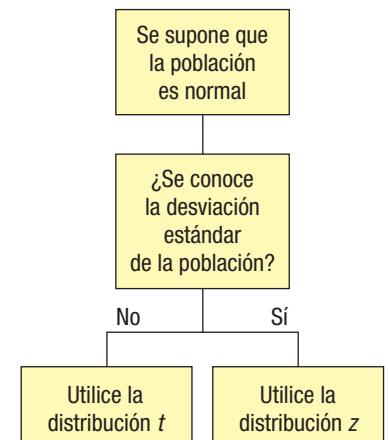 Se supone que
la población
es normal
¿Se conoce
la desviación
estándar
de la población?
No
Sí
Utilice la
distribución t
Utilice la
distribución z